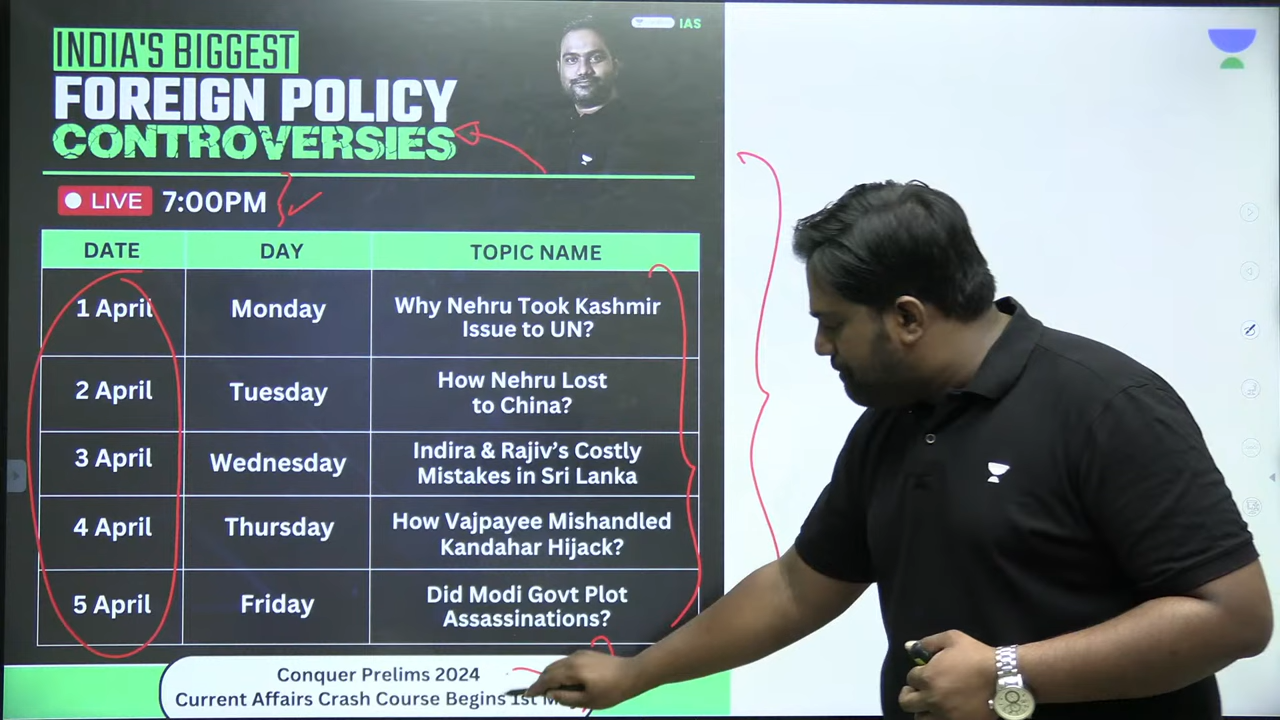 IAS
INDIA'S BIGGEST
FOREIGN POLICY
CONTROVERSIES
LIVE 7:00PM
DATE DAY TOPIC NAME
1 April Monday Why Nehru Took Kashmir
Issue to UN?
2 April Tuesday How Nehru Lost
to China?
3 April Wednesday Indira & Rajiv’s Costly
Mistakes in Sri Lanka
4 April Thursday How Vajpayee Mishandled
Kandahar Hijack?
5 April Friday Did Modi Govt Plot
Assassinations?
Conquer Prelims 2024
Current Affairs Crash Course Begins 1st